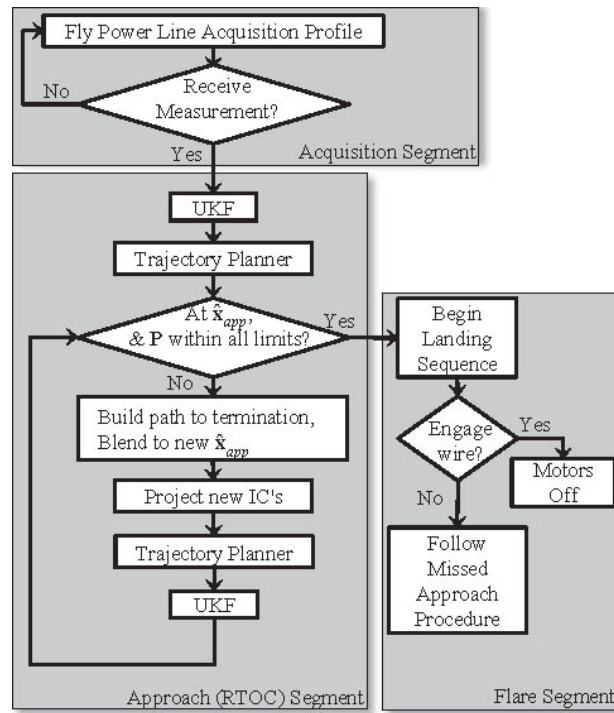 Fly Power Line Acquisition Profile
Receive
Measurement?
No
Yes
Acquisition Segment
UKF
Trajectory Planner
At x̂app,
& P within all limits?
Yes
No
Build path to termination,
Blend to new x̂app
Project new IC's
Trajectory Planner
UKF
Approach (RTOC) Segment
Begin
Landing
Sequence
Engage
wire?
Yes
No
Motors
Off
Follow
Missed
Approach
Procedure
Flare Segment